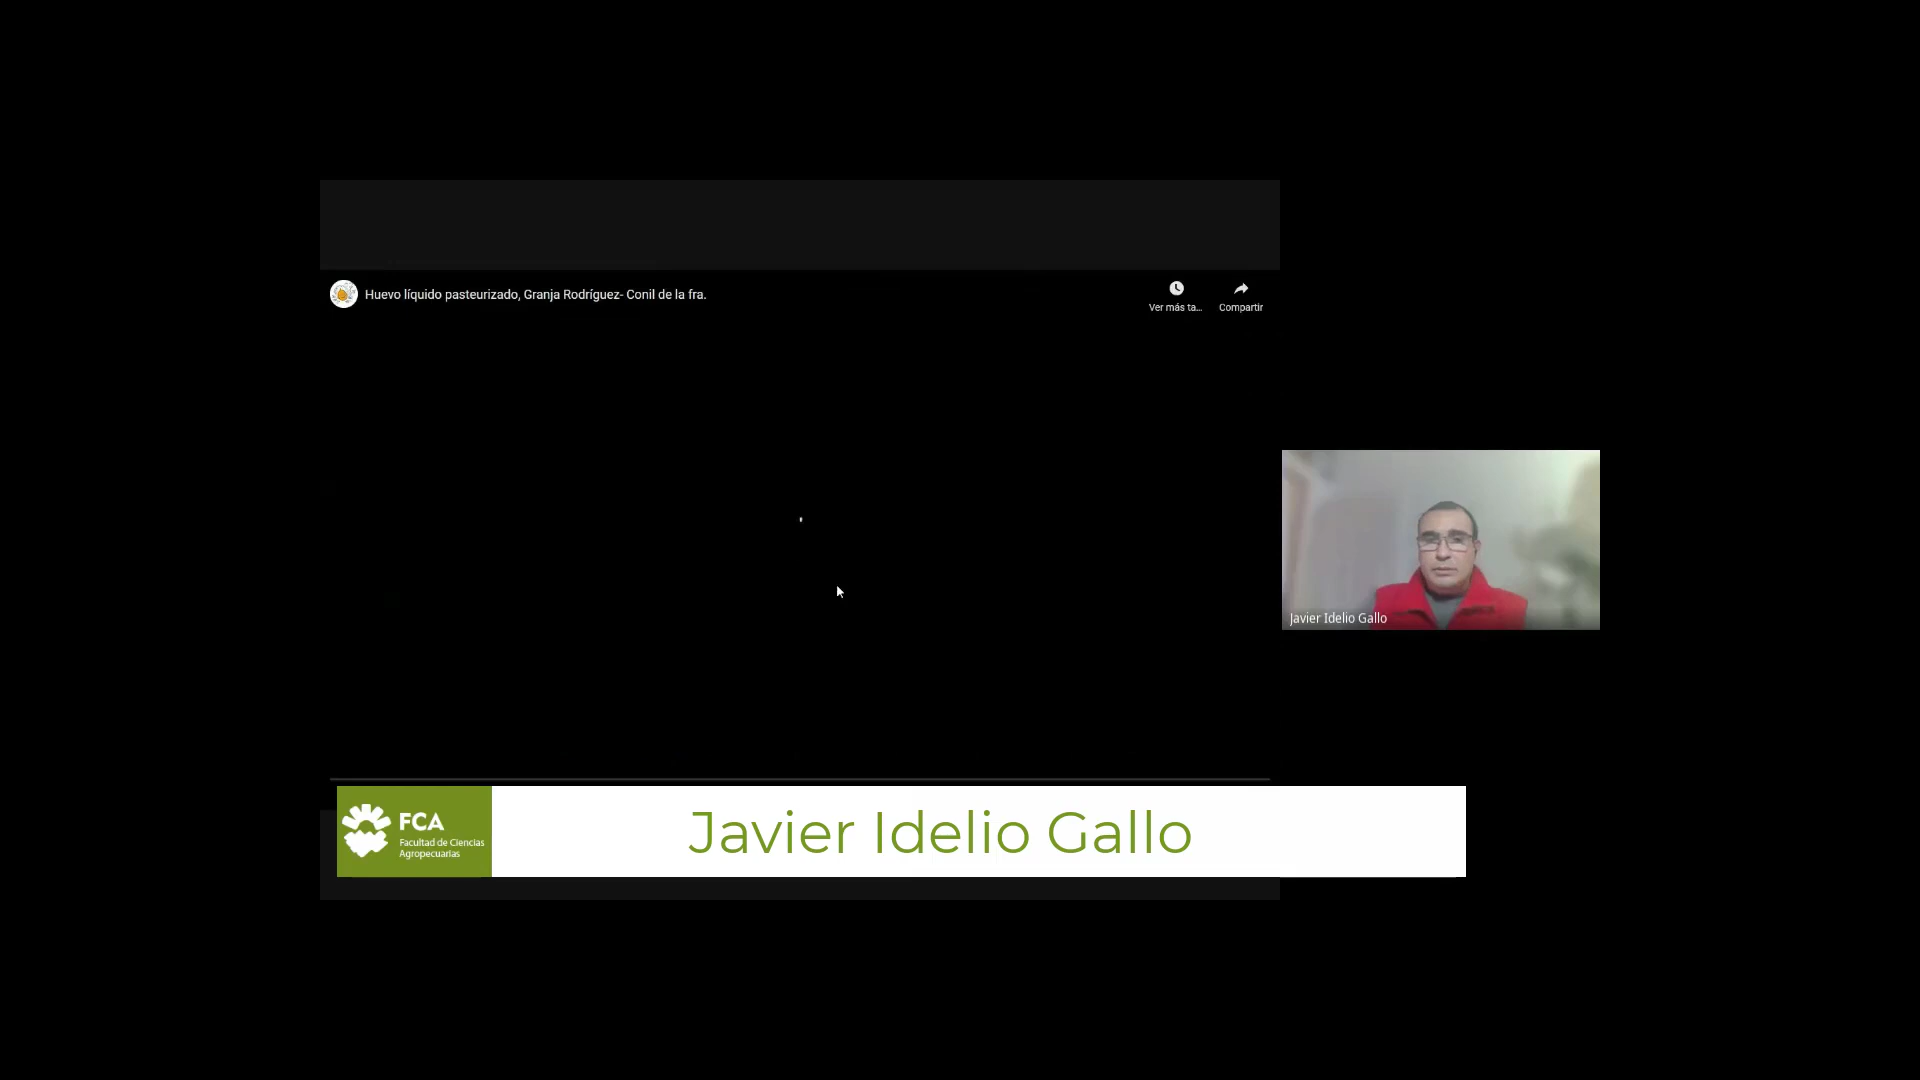 Huevo líquido pasteurizado, Granja Rodríguez- Conil de la fra.
Ver más ta...
Compartir
Javier Idelio Gallo
FCA
Facultad de Ciencias
Agropecuarias
Javier Idelio Gallo